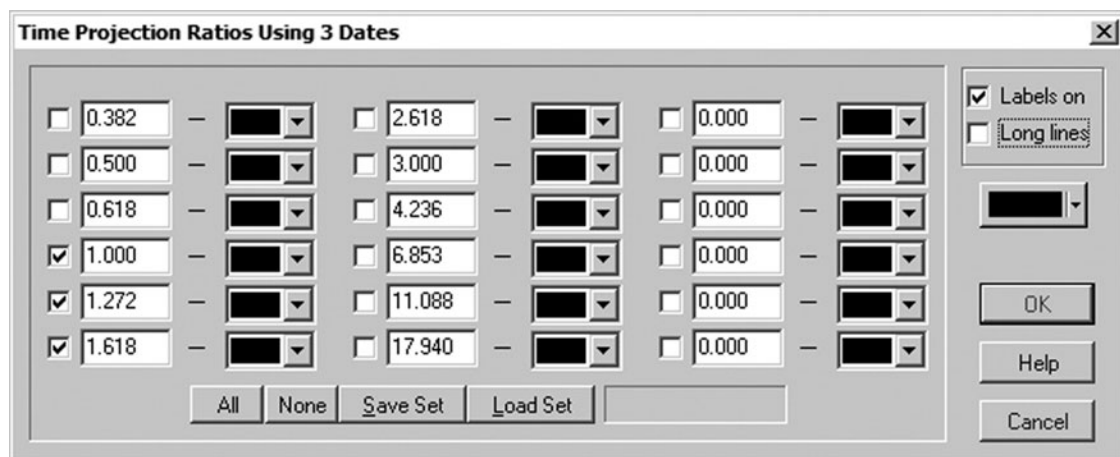 Time Projection Ratios Using 3 Dates
0.382 – 2.618 – 0.000 – Labels on
0.500 – 3.000 – 0.000 – Long lines
0.618 – 4.236 – 0.000 –
1.000 – 6.853 – 0.000 –
1.272 – 11.088 – 0.000 – OK
1.618 – 17.940 – 0.000 – Help
All None Save Set Load Set Cancel